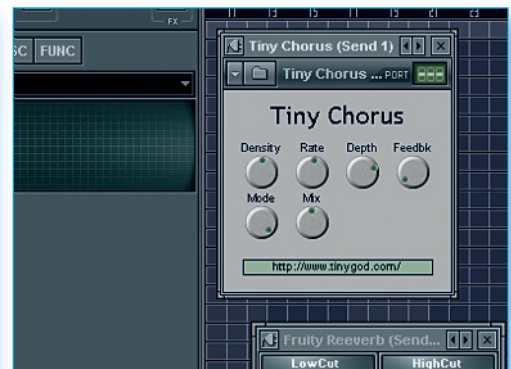 11 13 15 17 19 21 23
FX
SC FUNC
Tiny Chorus (Send 1)
Tiny Chorus ... PORT
Tiny Chorus
Density Rate Depth Feedbk
Mode Mix
http://www.tinygod.com/
Fruity Reeverb (Send...
LowCut HighCut